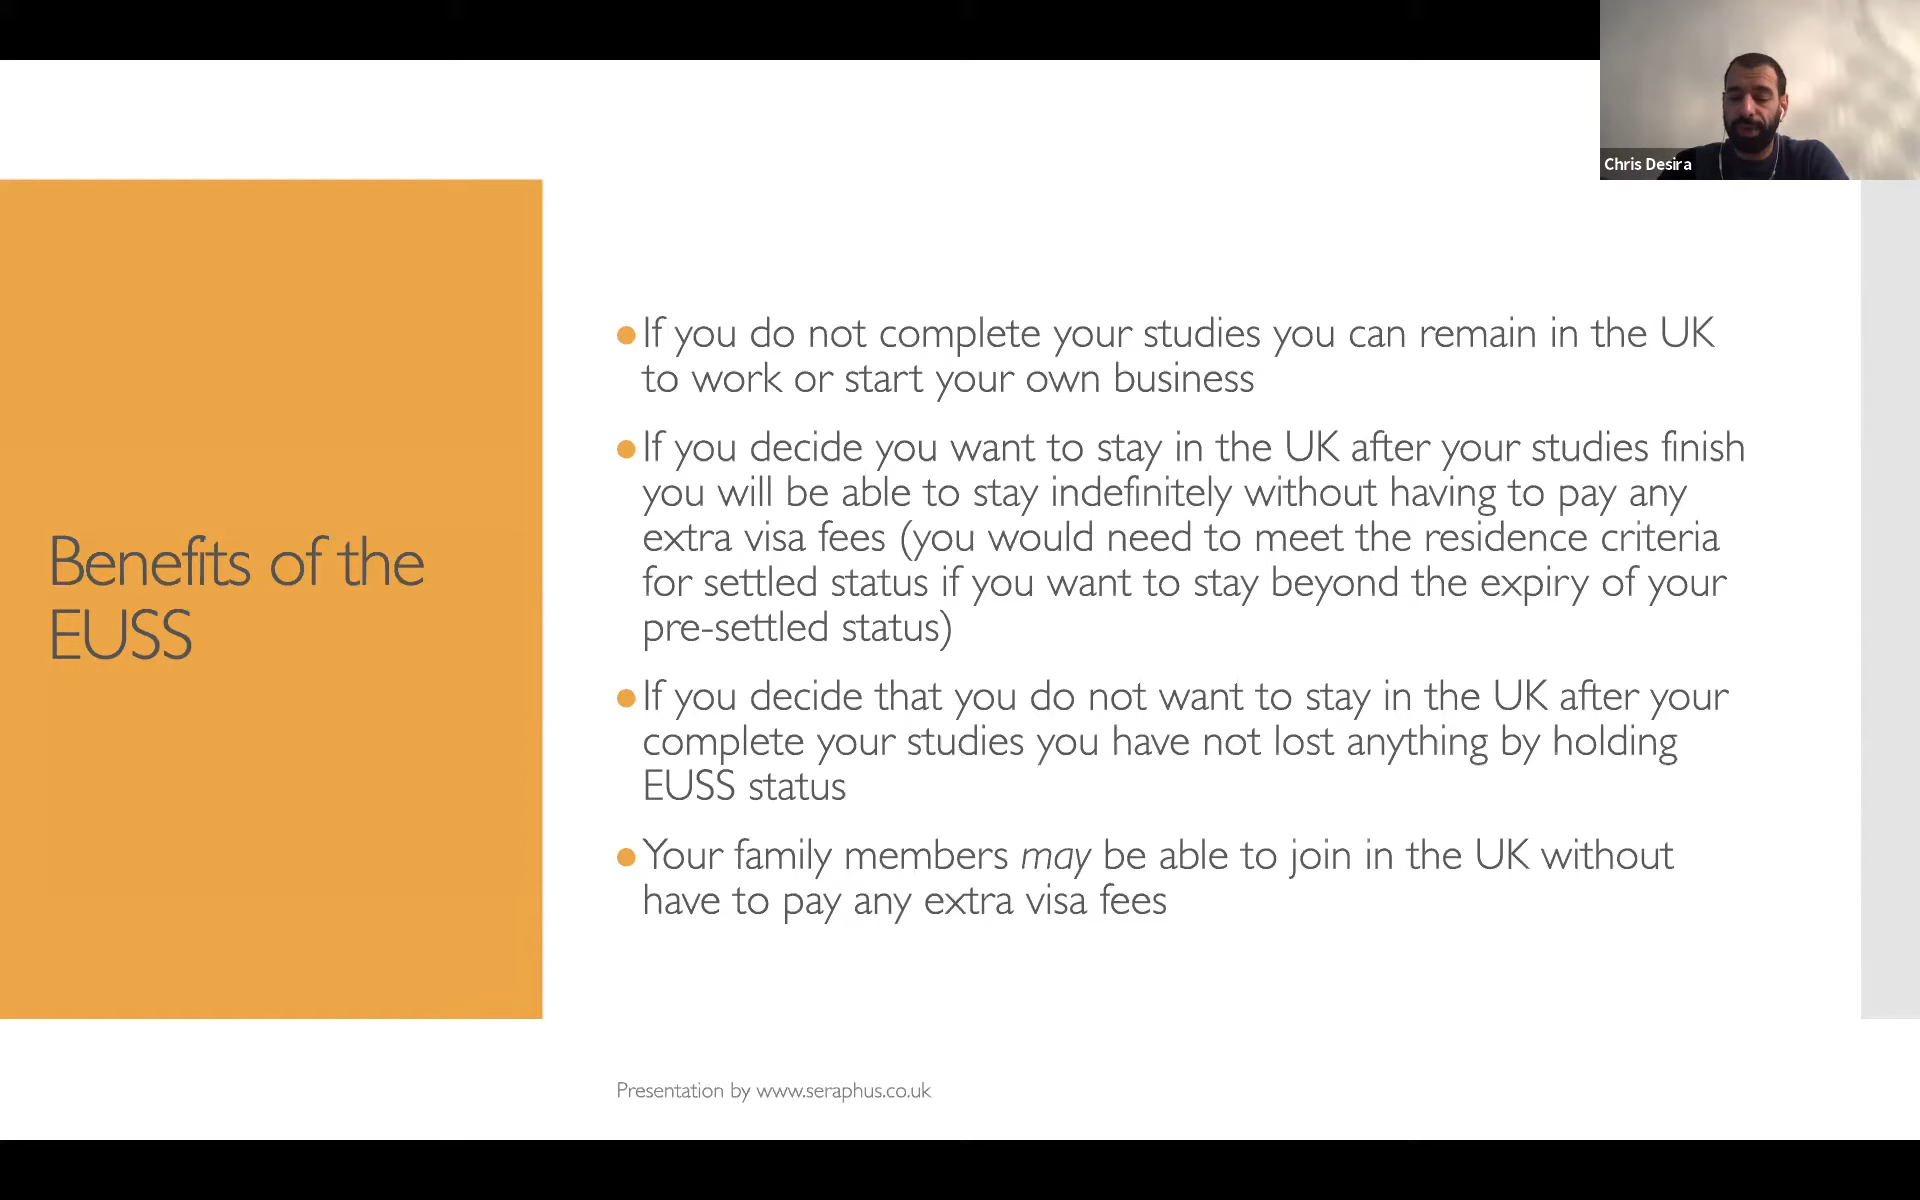 Chris Desira
Benefits of the
EUSS
If you do not complete your studies you can remain in the UK
to work or start your own business
If you decide you want to stay in the UK after your studies finish
you will be able to stay indefinitely without having to pay any
extra visa fees (you would need to meet the residence criteria
for settled status if you want to stay beyond the expiry of your
pre-settled status)
If you decide that you do not want to stay in the UK after your
complete your studies you have not lost anything by holding
EUSS status
Your family members may be able to join in the UK without
have to pay any extra visa fees
Presentation by www.seraphus.co.uk